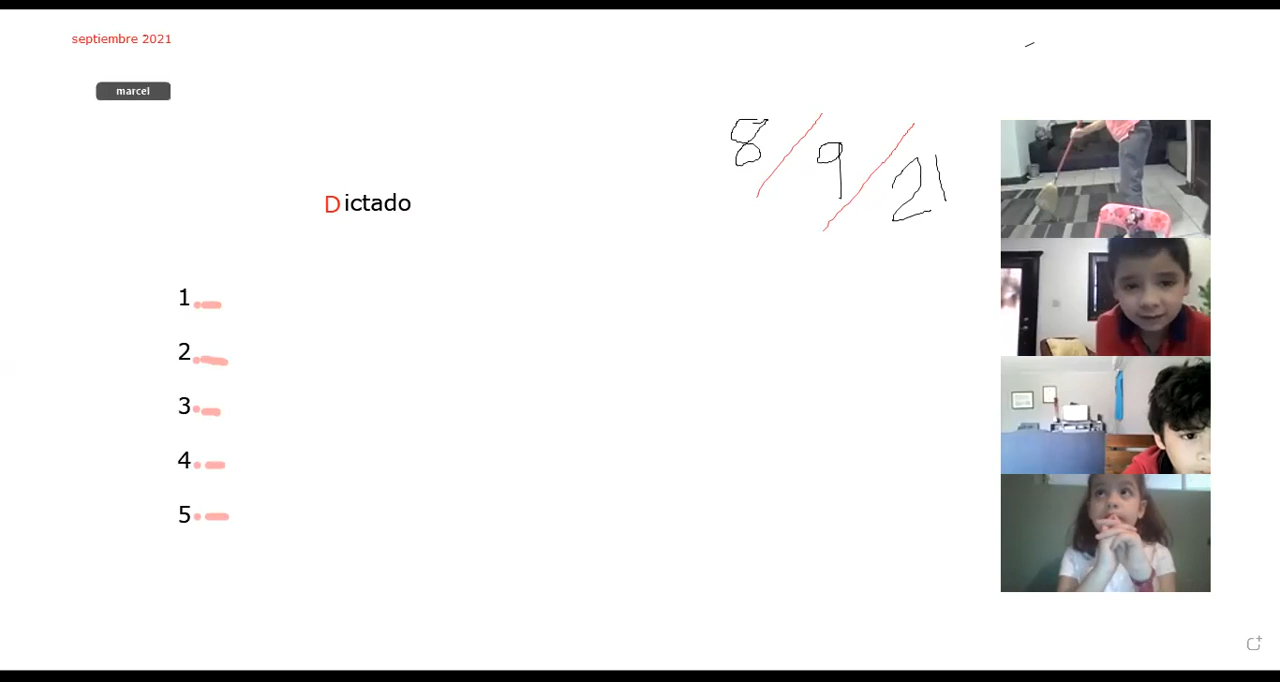 septiembre 2021
marcel
8/9/21
Dictado
1.-
2.-
3.-
4.-
5.-